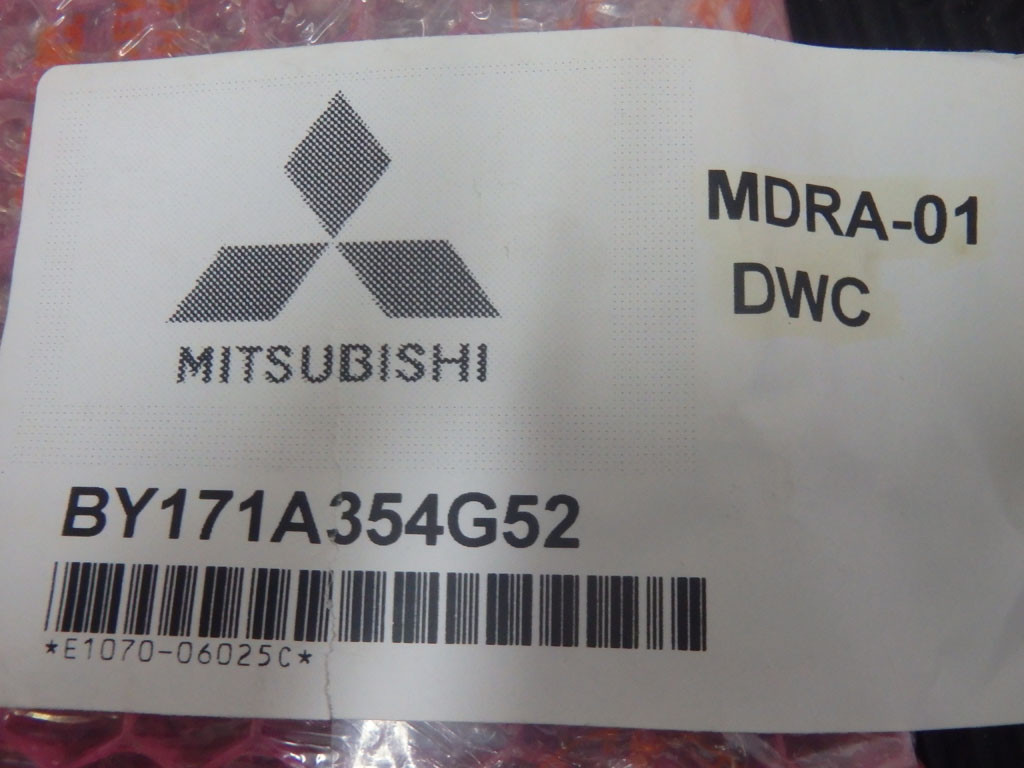 MDRA-01
DWC
MITSUBISHI
BY171A354G52
*E1070-06025C*